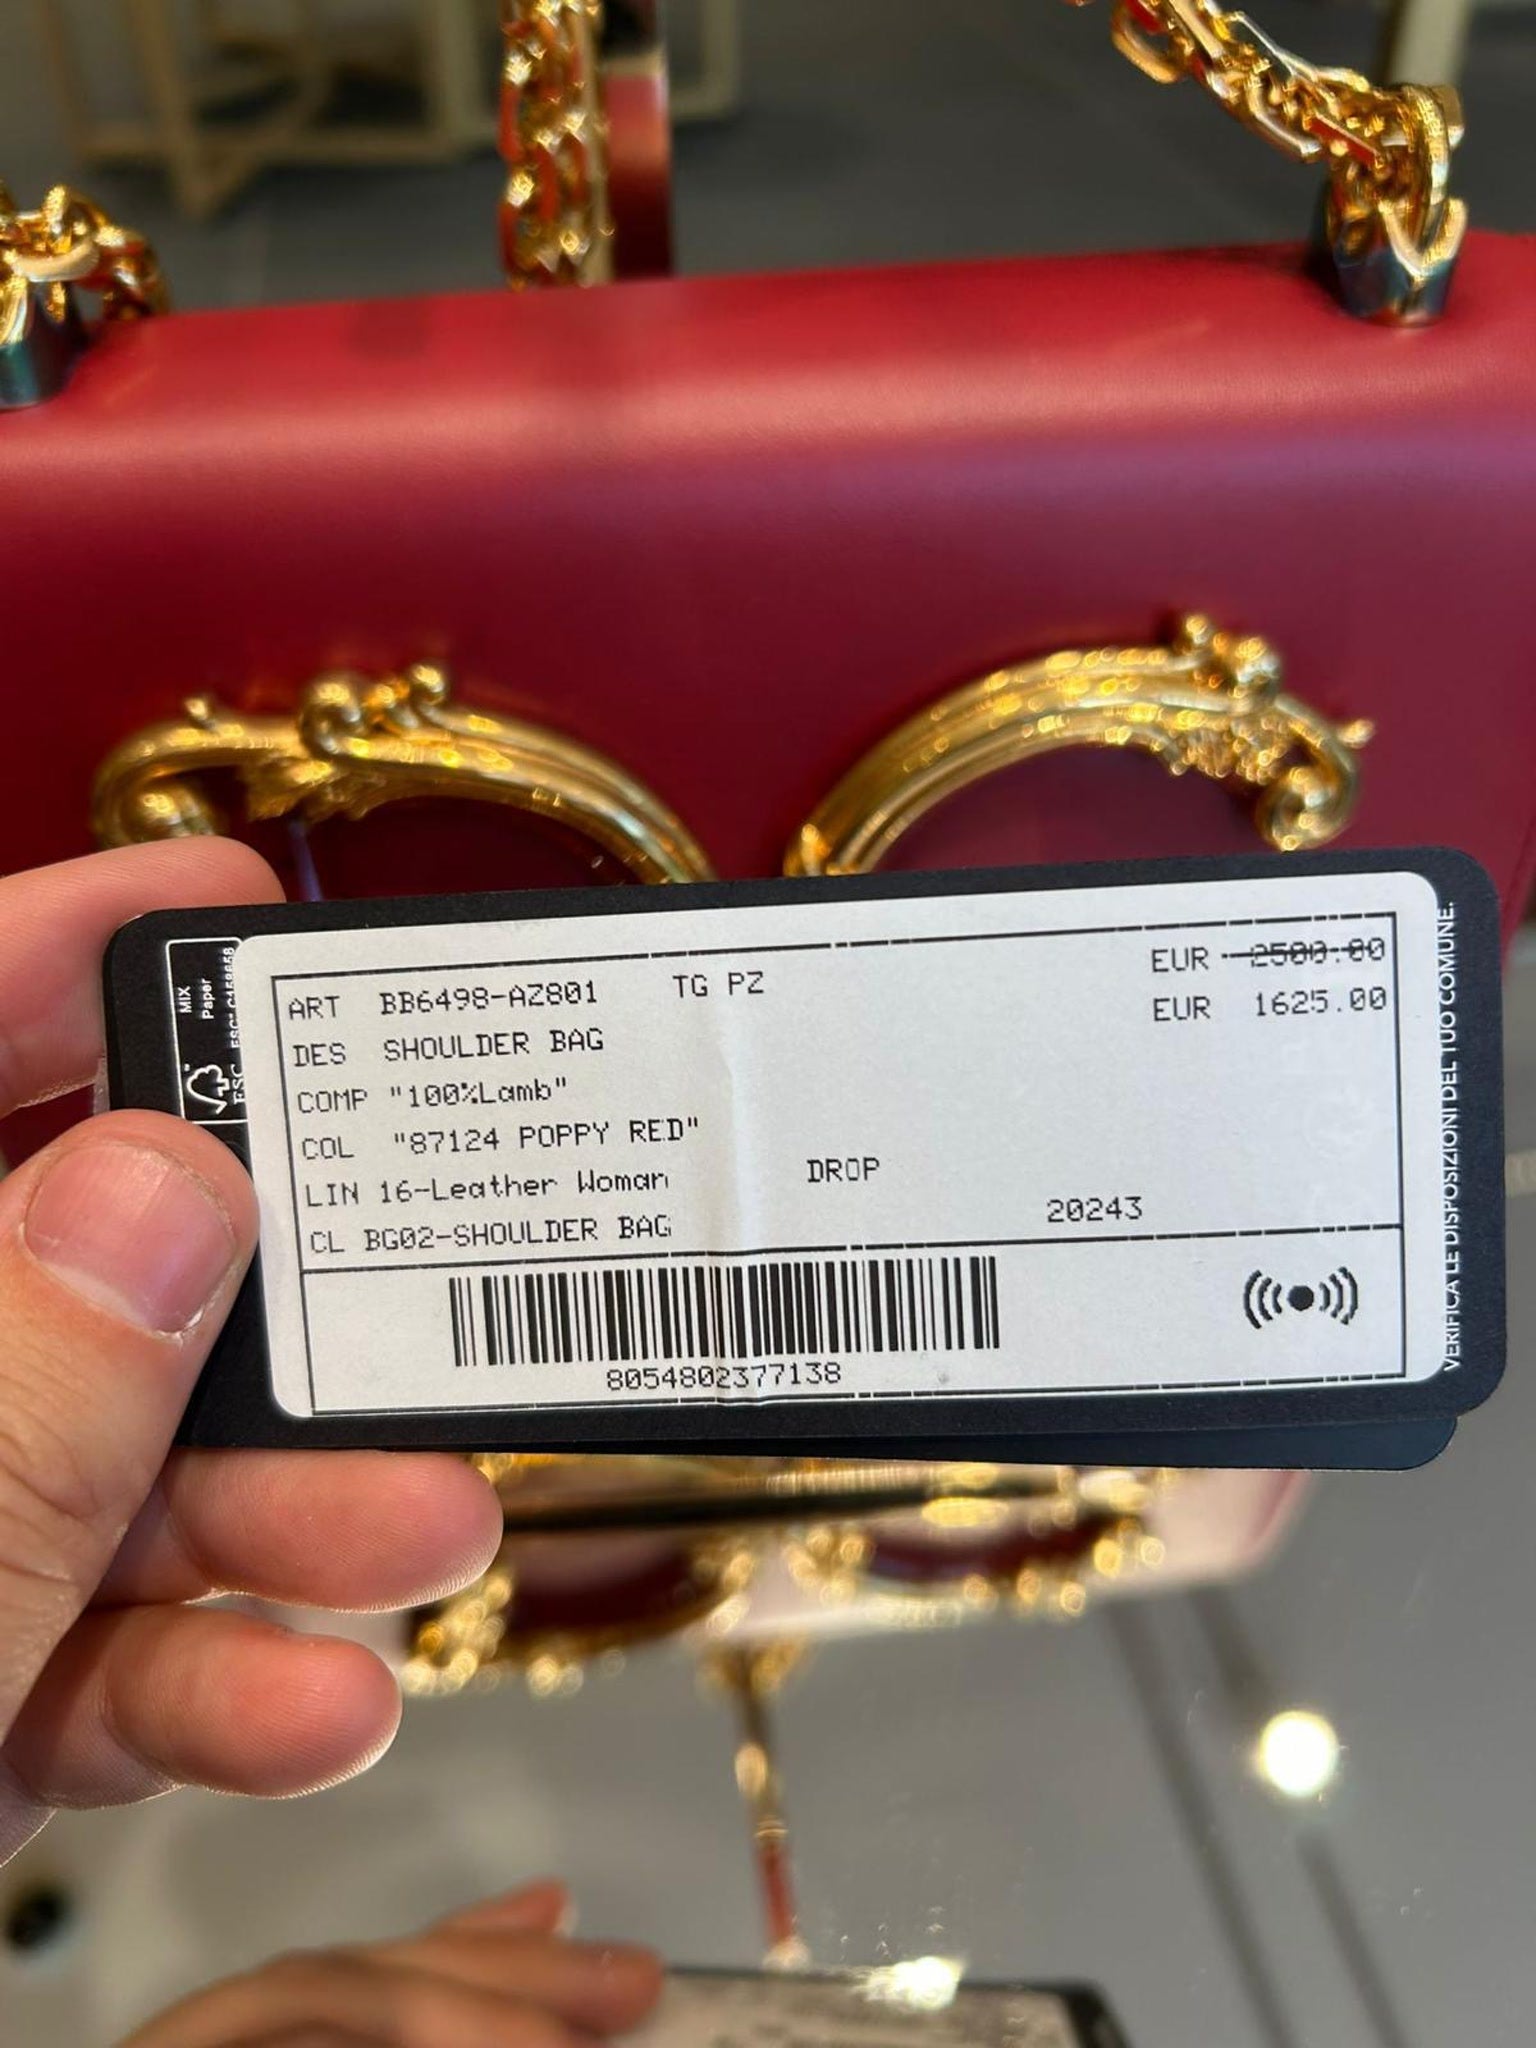 ART BB6498-AZ801 TG PZ EUR 2500.00
EUR 1625.00
DES SHOULDER BAG
COMP "100%Lamb"
COL "87124 POPPY RED"
LIN 16-Leather Woman DROP
20243
CL BG02-SHOULDER BAG
8054802377138
MIX
Paper
FSC
VERIFICA LE DISPOSIZIONI DEL TUO COMUNE.